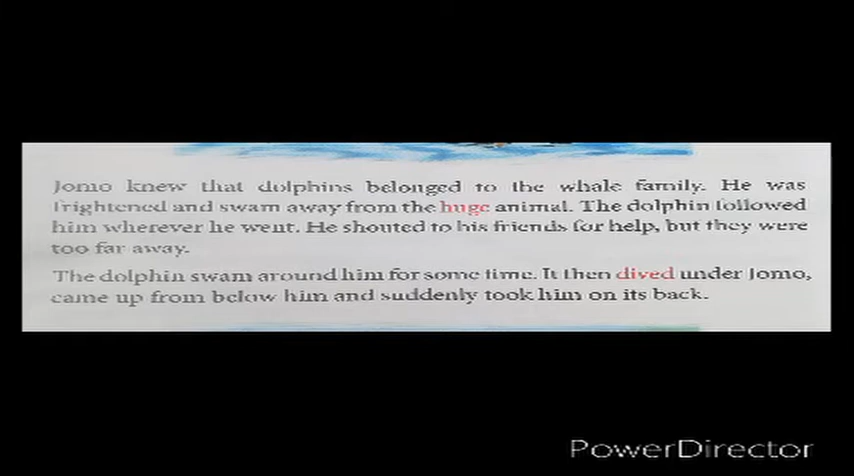 Jomo knew that dolphins belonged to the whale family. He was
frightened and swam away from the huge animal. The dolphin followed
him wherever he went. He shouted to his friends for help, but they were
too far away.
The dolphin swam around him for some time. It then dived under Jomo,
came up from below him and suddenly took him on its back.
PowerDirector